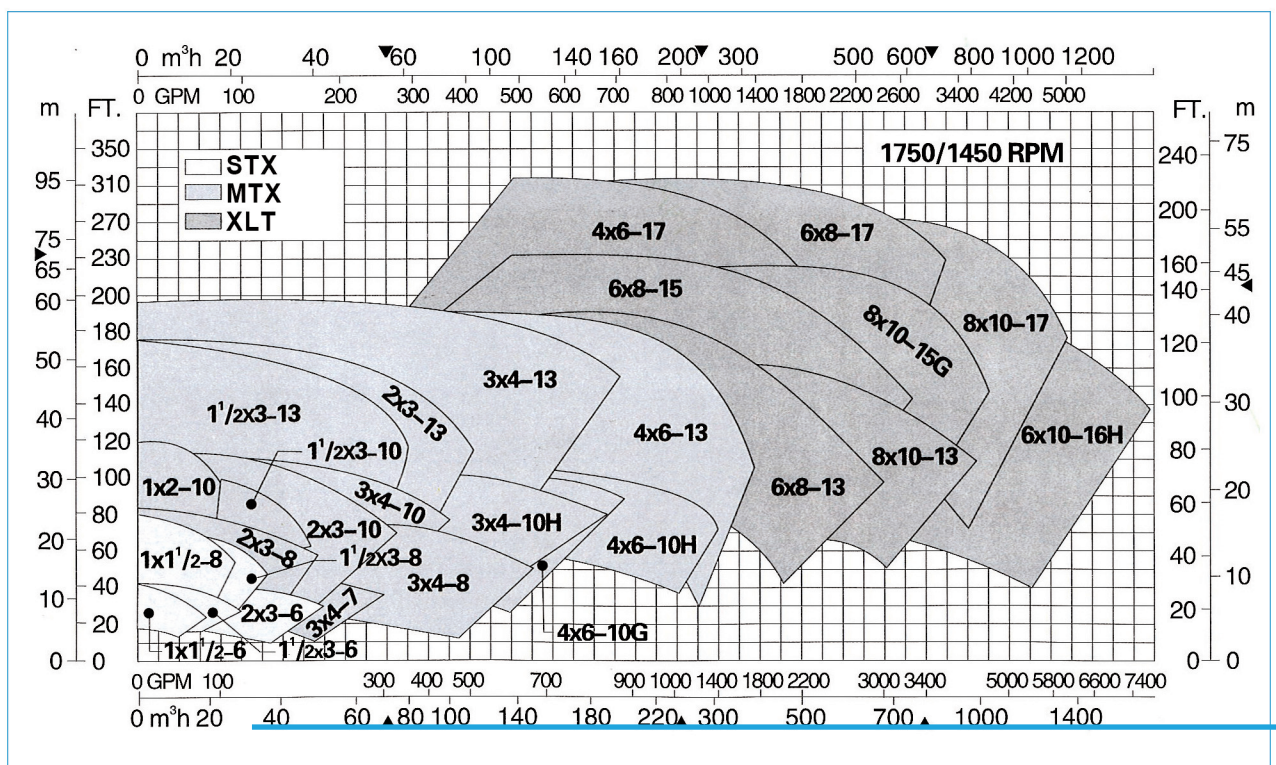 0 m³h 20 40 60 100 140 160 200 300 500 600 800 1000 1200
0 GPM 100 200 300 400 500 600 700 800 1000 1400 1800 2200 2600 3400 4200 5000
m FT. FT. m
1750/1450 RPM
STX
MTX
XLT
350
95 310
270
75 230
65
60 200
180
50 160
140
40 120
100
30 80
20 60
40
10 20
0 0
240 75
200
55
160
45
140
40
120
100 30
80
60 20
40 10
20
0 0
4x6–17
6x8–17
6x8–15
8x10–15G
8x10–17
3x4–13
2x3–13
1¹/2x3–13
4x6–13
6x10–16H
1¹/2x3–10
8x10–13
1x2–10
3x4–10
6x8–13
3x4–10H
2x3–10
2x3–8
4x6–10H
1x1¹/2–8
1¹/2x3–8
3x4–8
2x3–6
3x4–7
4x6–10G
1x1¹/2–6
1¹/2x3–6
0 GPM 100 300 400 500 700 900 1000 1400 1800 2200 3000 3400 5000 5800 6600 7400
0 m³h 20 40 60 80 100 140 180 220 300 500 700 1000 1400